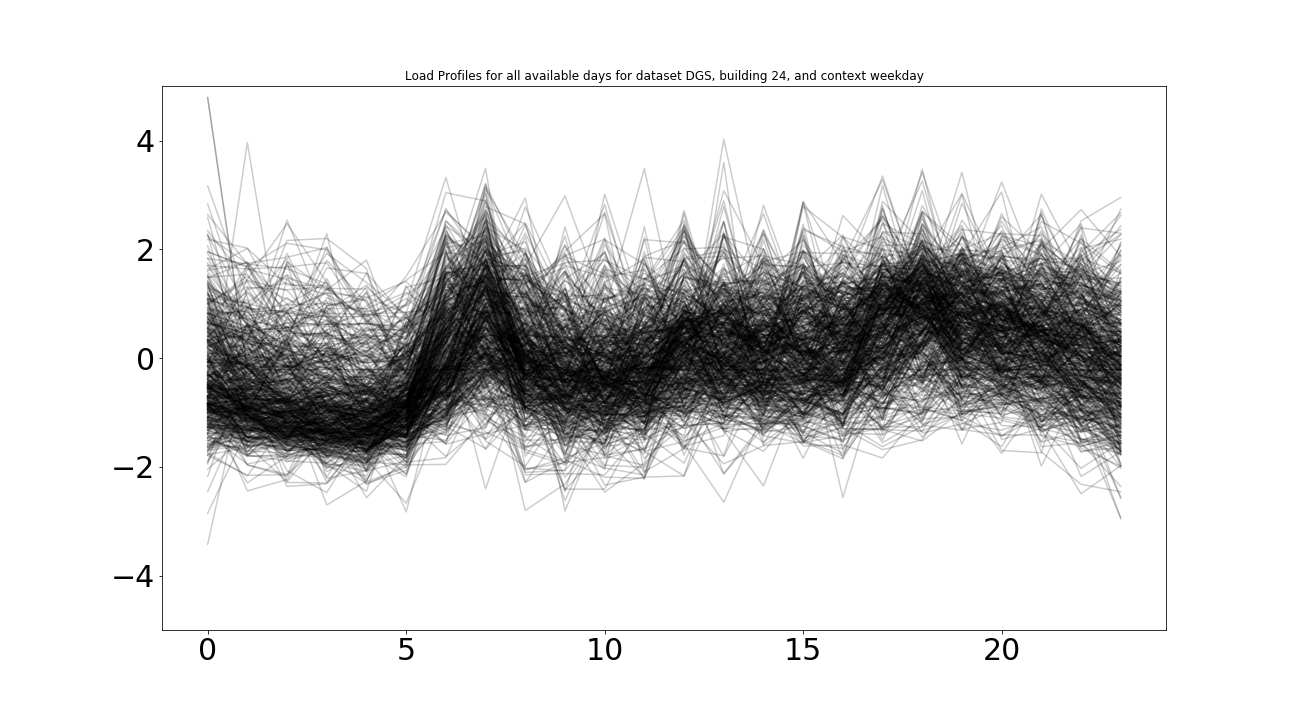 Load Profiles for all available days for dataset DGS, building 24, and context weekday
4
2
0
−2
−4
0 5 10 15 20